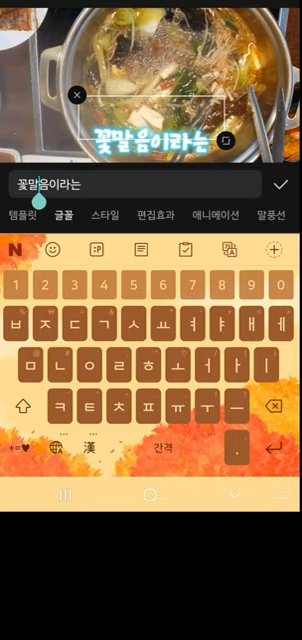 꽃말음이라는
꽃말음이라는
템플릿 글꼴 스타일 편집효과 애니메이션 말풍선
N :P
1 2 3 4 5 6 7 8 9 0
ㅂ ㅈ ㄷ ㄱ ㅅ ㅛ ㅕ ㅑ ㅐ ㅔ
ㅁ ㄴ ㅇ ㄹ ㅎ ㅗ ㅓ ㅏ ㅣ
ㅋ ㅌ ㅊ ㅍ ㅠ ㅜ ㅡ
+=♥ 漢 간격 .